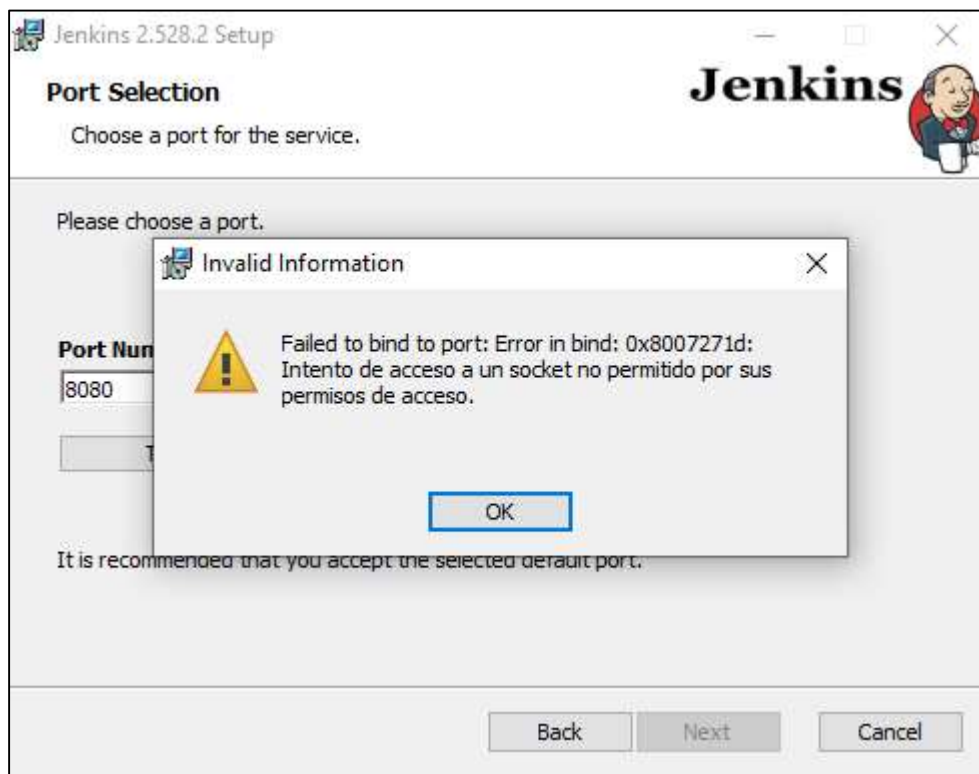 Jenkins 2.528.2 Setup
Port Selection
Jenkins
Choose a port for the service.
Please choose a port.
Invalid Information
Failed to bind to port: Error in bind: 0x8007271d:
Intento de acceso a un socket no permitido por sus
permisos de acceso.
Port Num
8080
OK
It is recommended that you accept the selected default port.
Back
Next
Cancel